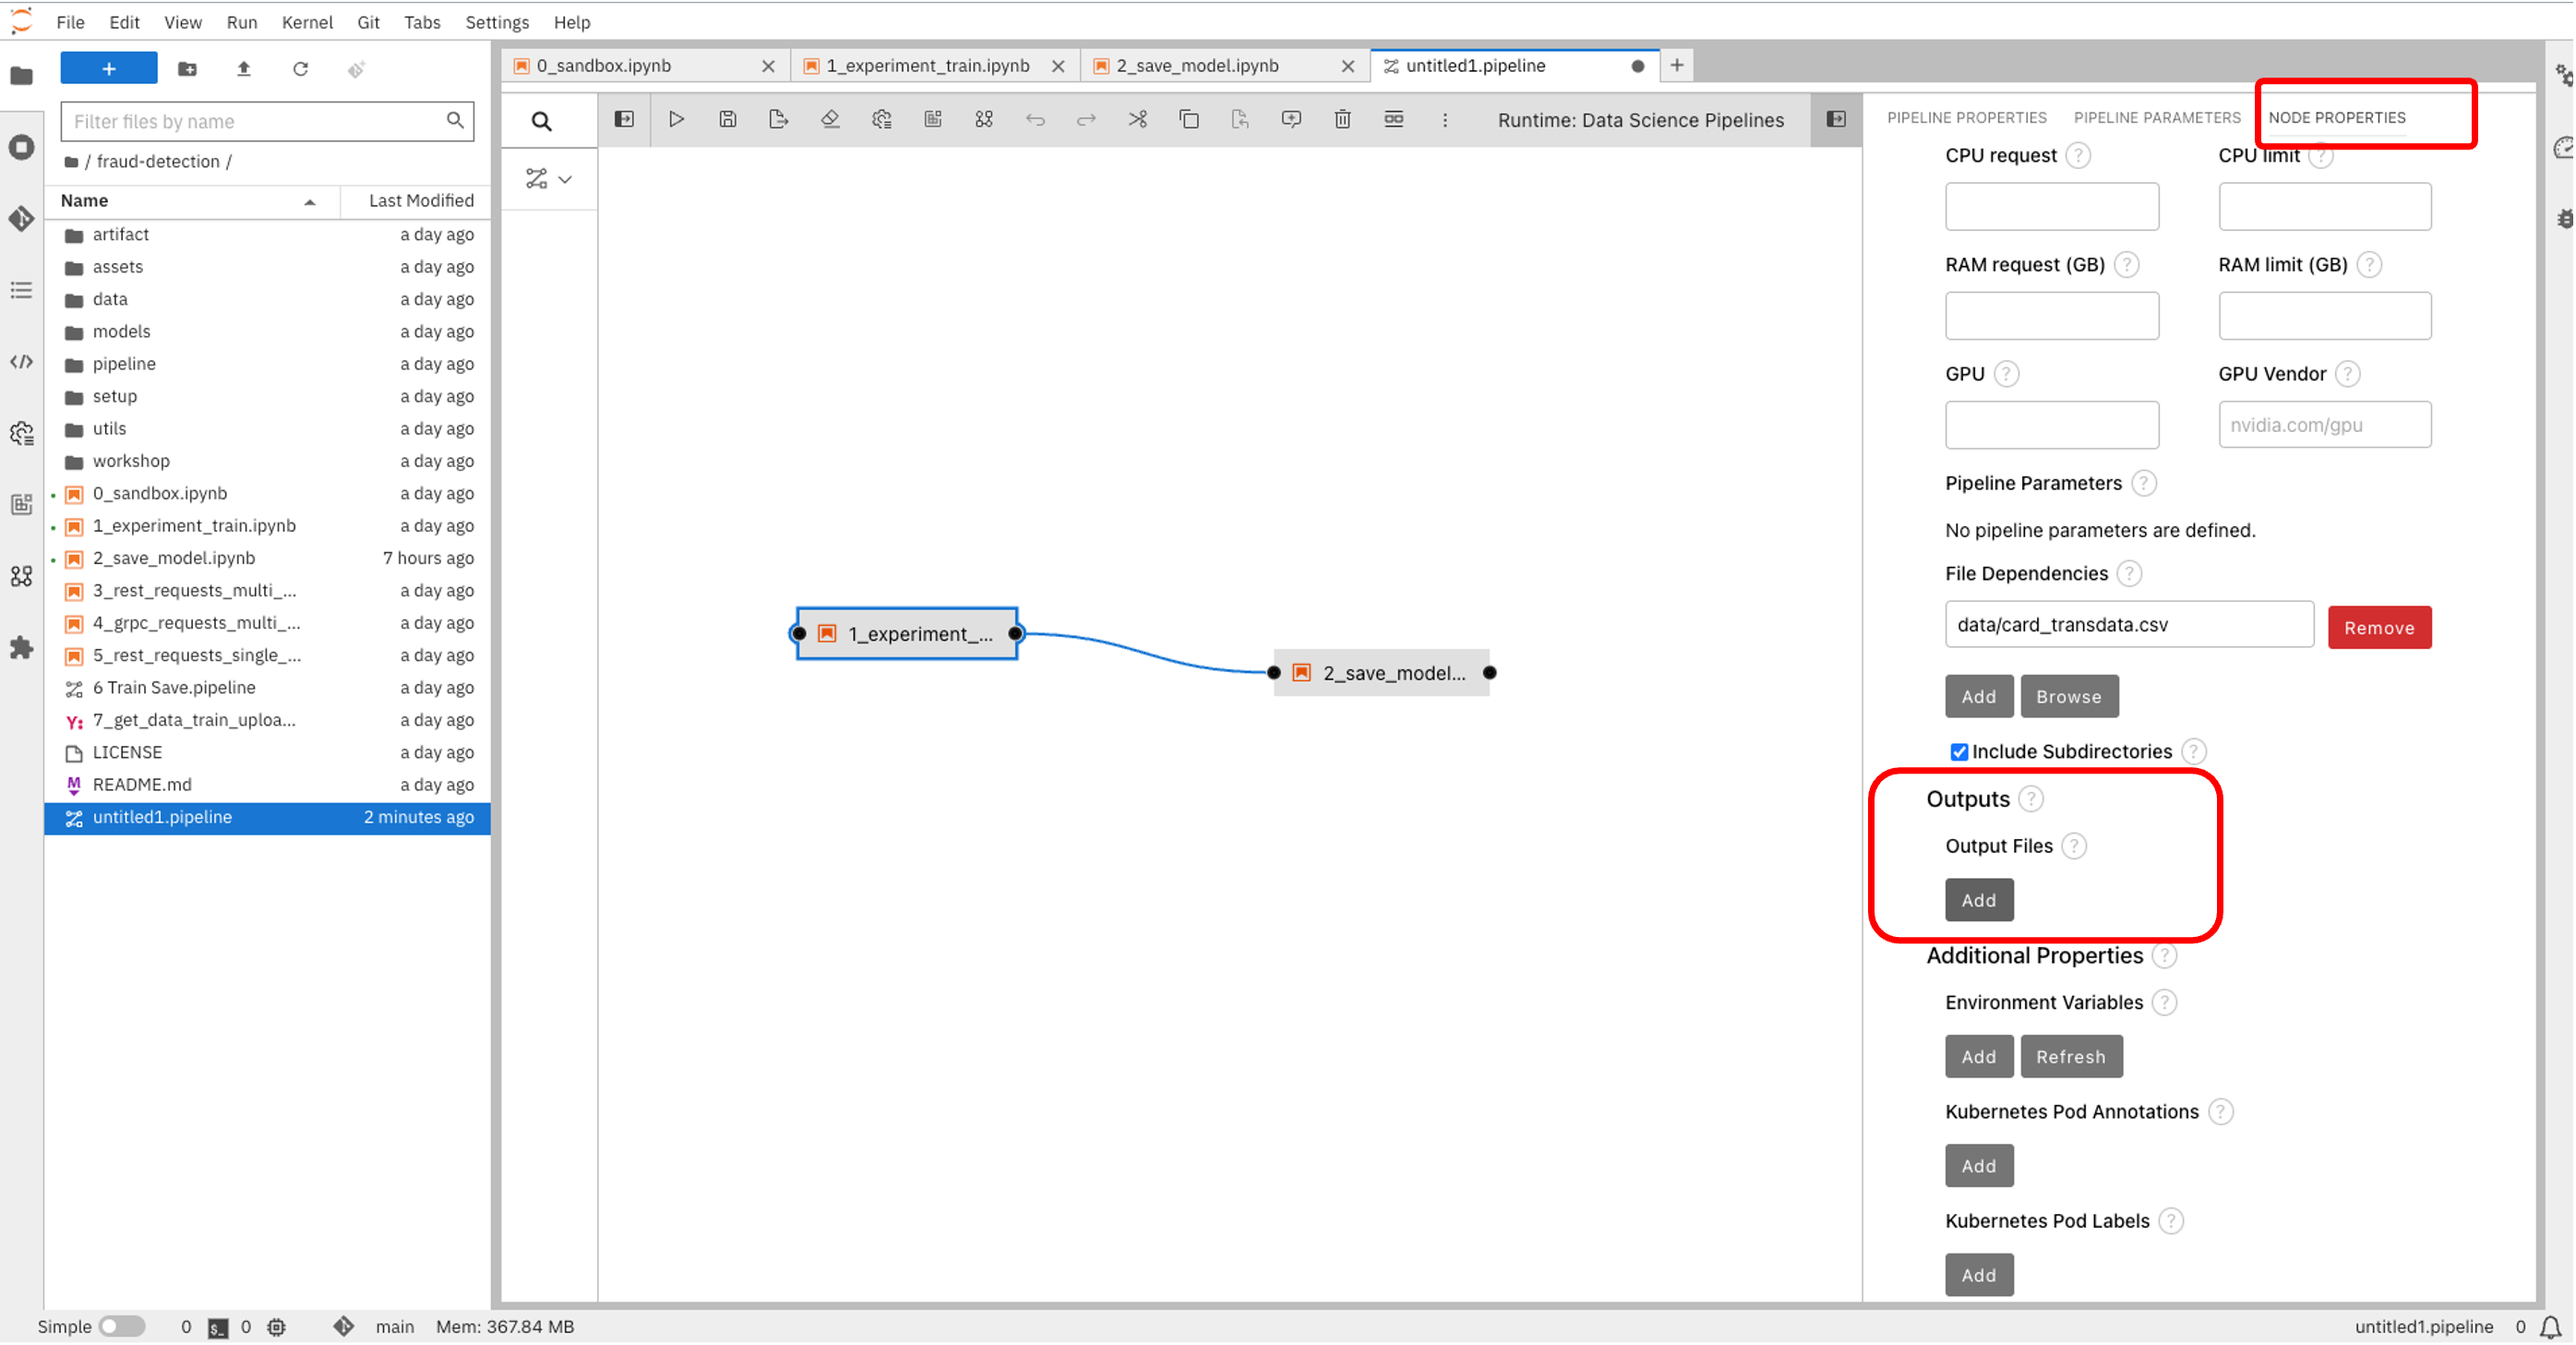 File Edit View Run Kernel Git Tabs Settings Help
+
Filter files by name
/ fraud-detection /
Name Last Modified
artifact a day ago
assets a day ago
data a day ago
models a day ago
pipeline a day ago
setup a day ago
utils a day ago
workshop a day ago
0_sandbox.ipynb a day ago
1_experiment_train.ipynb a day ago
2_save_model.ipynb 7 hours ago
3_rest_requests_multi_... a day ago
4_grpc_requests_multi_... a day ago
5_rest_requests_single_... a day ago
6 Train Save.pipeline a day ago
Y: 7_get_data_train_uploa... a day ago
LICENSE a day ago
M README.md a day ago
untitled1.pipeline 2 minutes ago
0_sandbox.ipynb 1_experiment_train.ipynb 2_save_model.ipynb untitled1.pipeline +
Runtime: Data Science Pipelines
1_experiment_...
2_save_model...
PIPELINE PROPERTIES PIPELINE PARAMETERS NODE PROPERTIES
CPU request ? CPU limit ?
RAM request (GB) ? RAM limit (GB) ?
GPU ? GPU Vendor ?
nvidia.com/gpu
Pipeline Parameters ?
No pipeline parameters are defined.
File Dependencies ?
data/card_transdata.csv Remove
Add Browse
Include Subdirectories ?
Outputs ?
Output Files ?
Add
Additional Properties ?
Environment Variables ?
Add Refresh
Kubernetes Pod Annotations ?
Add
Kubernetes Pod Labels ?
Add
Simple 0 $_ 0 main Mem: 367.84 MB untitled1.pipeline 0